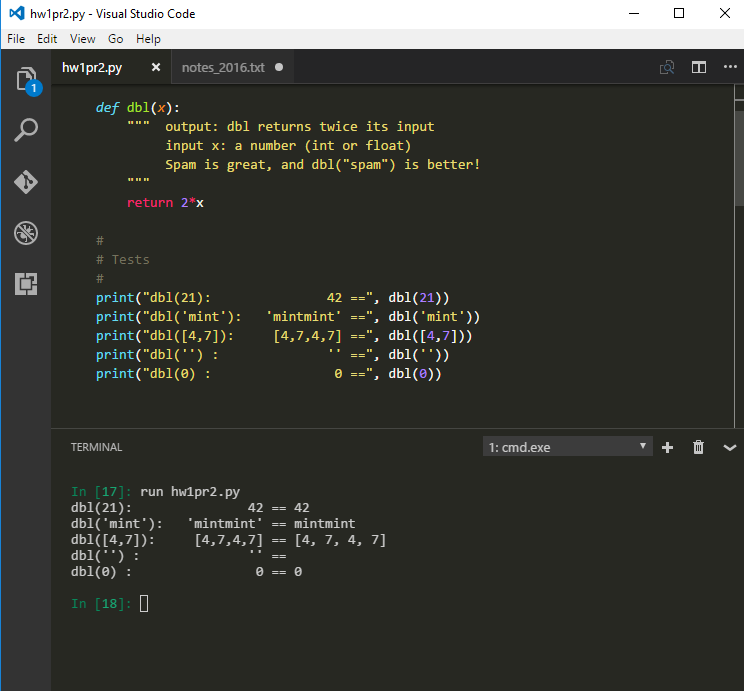 hw1pr2.py - Visual Studio Code
File Edit View Go Help
hw1pr2.py notes_2016.txt
1
def dbl(x):
    """  output: dbl returns twice its input
         input x: a number (int or float)
         Spam is great, and dbl("spam") is better!
    """
    return 2*x
#
# Tests
#
print("dbl(21):               42 ==", dbl(21))
print("dbl('mint'):   'mintmint' ==", dbl('mint'))
print("dbl([4,7]):     [4,7,4,7] ==", dbl([4,7]))
print("dbl('') :              '' ==", dbl(''))
print("dbl(0) :                0 ==", dbl(0))
TERMINAL 1: cmd.exe
In [17]: run hw1pr2.py
dbl(21):               42 == 42
dbl('mint'):   'mintmint' == mintmint
dbl([4,7]):     [4,7,4,7] == [4, 7, 4, 7]
dbl('') :              '' ==
dbl(0) :                0 == 0
In [18]: